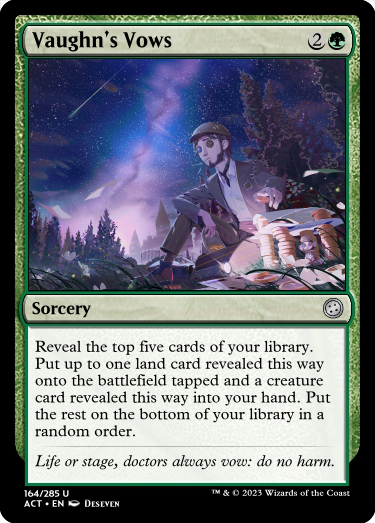 Vaughn's Vows 2
Sorcery
Reveal the top five cards of your library.
Put up to one land card revealed this way
onto the battlefield tapped and a creature
card revealed this way into your hand. Put
the rest on the bottom of your library in a
random order.
Life or stage, doctors always vow: do no harm.
164/285 U ™ & © 2023 Wizards of the Coast
ACT • EN Deseven